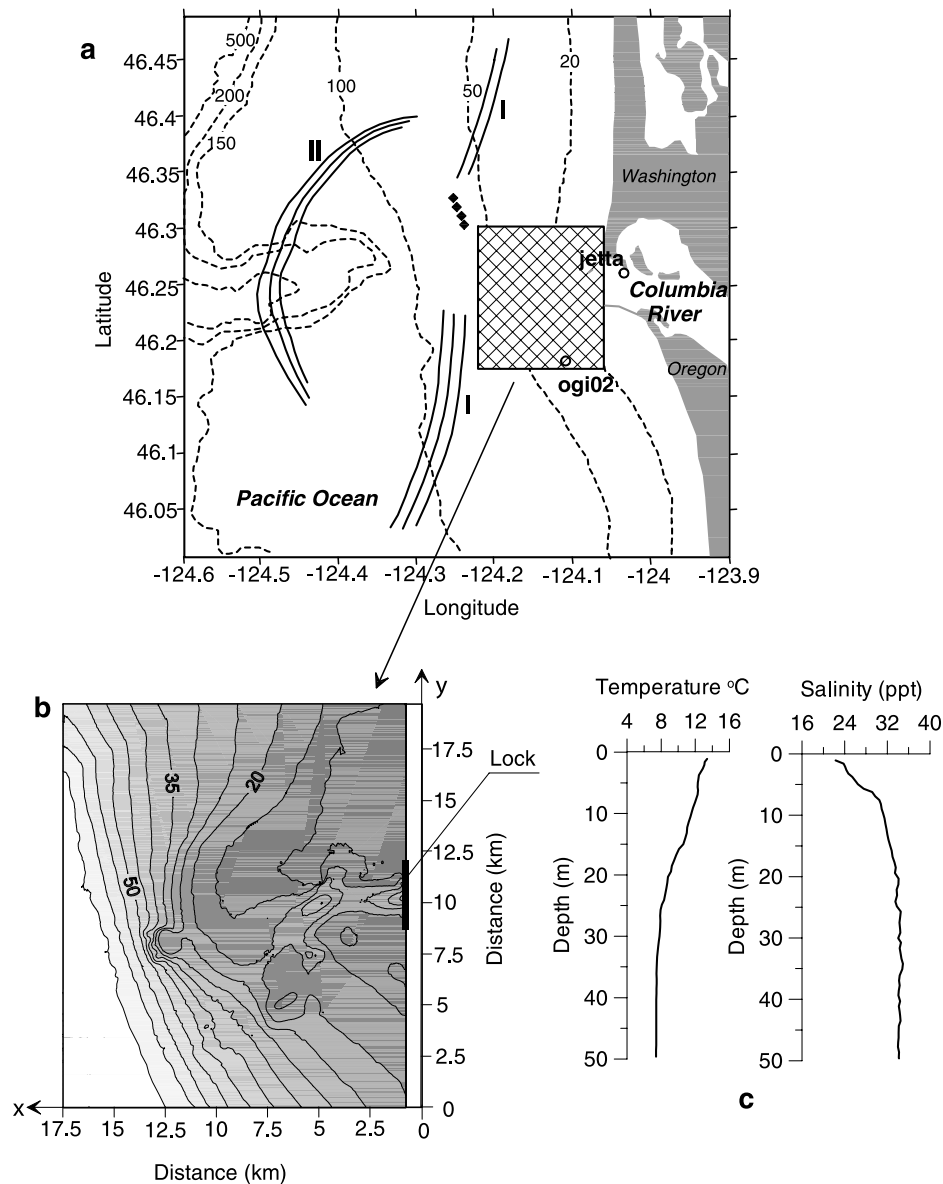 a
500
200
150
100
50
20
I
II
Washington
jetta
Columbia
River
Oregon
ogi02
I
Pacific Ocean
46.45
46.4
46.35
46.3
46.25
46.2
46.15
46.1
46.05
Latitude
-124.6 -124.5 -124.4 -124.3 -124.2 -124.1 -124 -123.9
Longitude
b
y
35
20
50
Lock
17.5
15
12.5
10
7.5
5
2.5
0
Distance (km)
x
17.5 15 12.5 10 7.5 5 2.5 0
Distance (km)
Temperature °C
4 8 12 16
0
10
20
30
40
50
Depth (m)
Salinity (ppt)
16 24 32 40
0
10
20
30
40
50
Depth (m)
c